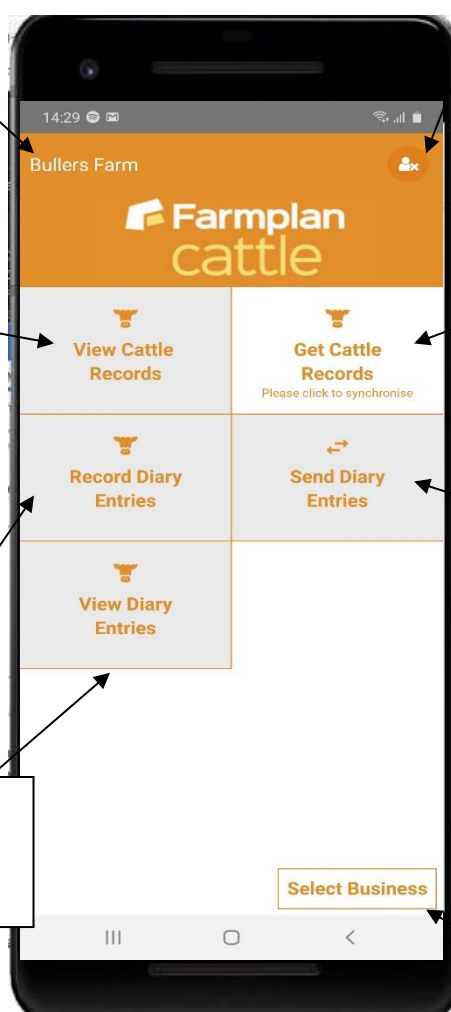 14:29
Bullers Farm
Farmplan
cattle
View Cattle
Records
Get Cattle
Records
Please click to synchronise
Record Diary
Entries
Send Diary
Entries
View Diary
Entries
Select Business